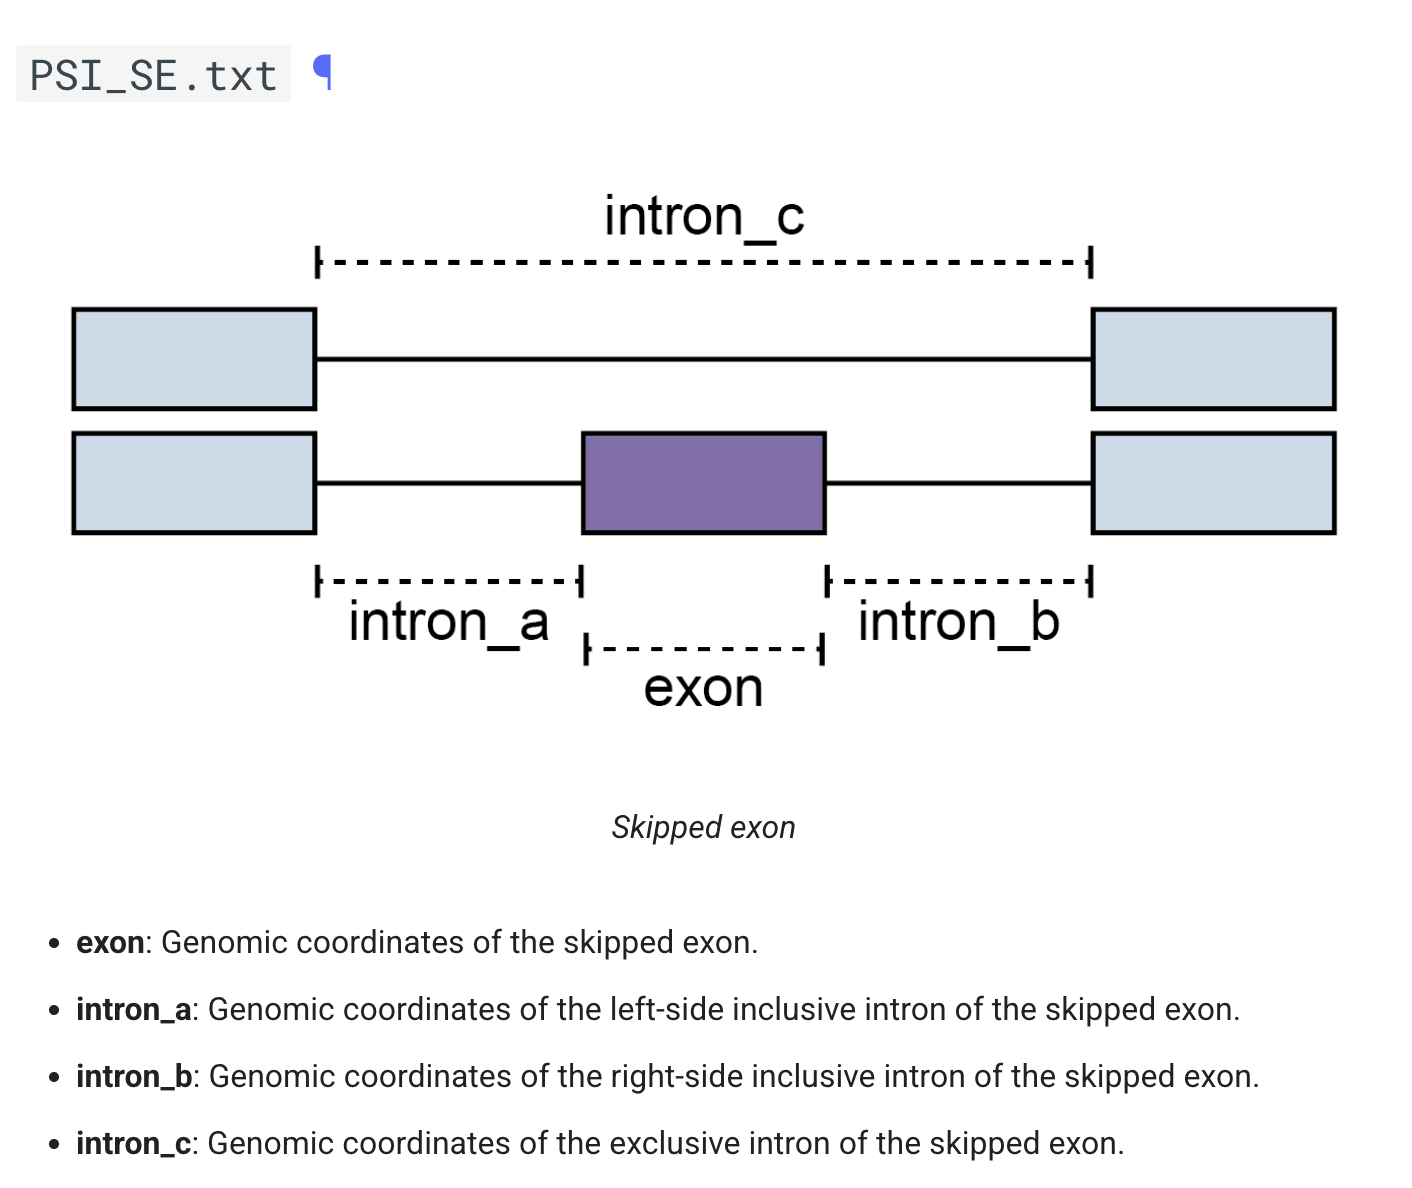 PSI_SE.txt ¶
intron_c
intron_a
intron_b
exon
Skipped exon
• exon: Genomic coordinates of the skipped exon.
• intron_a: Genomic coordinates of the left-side inclusive intron of the skipped exon.
• intron_b: Genomic coordinates of the right-side inclusive intron of the skipped exon.
• intron_c: Genomic coordinates of the exclusive intron of the skipped exon.